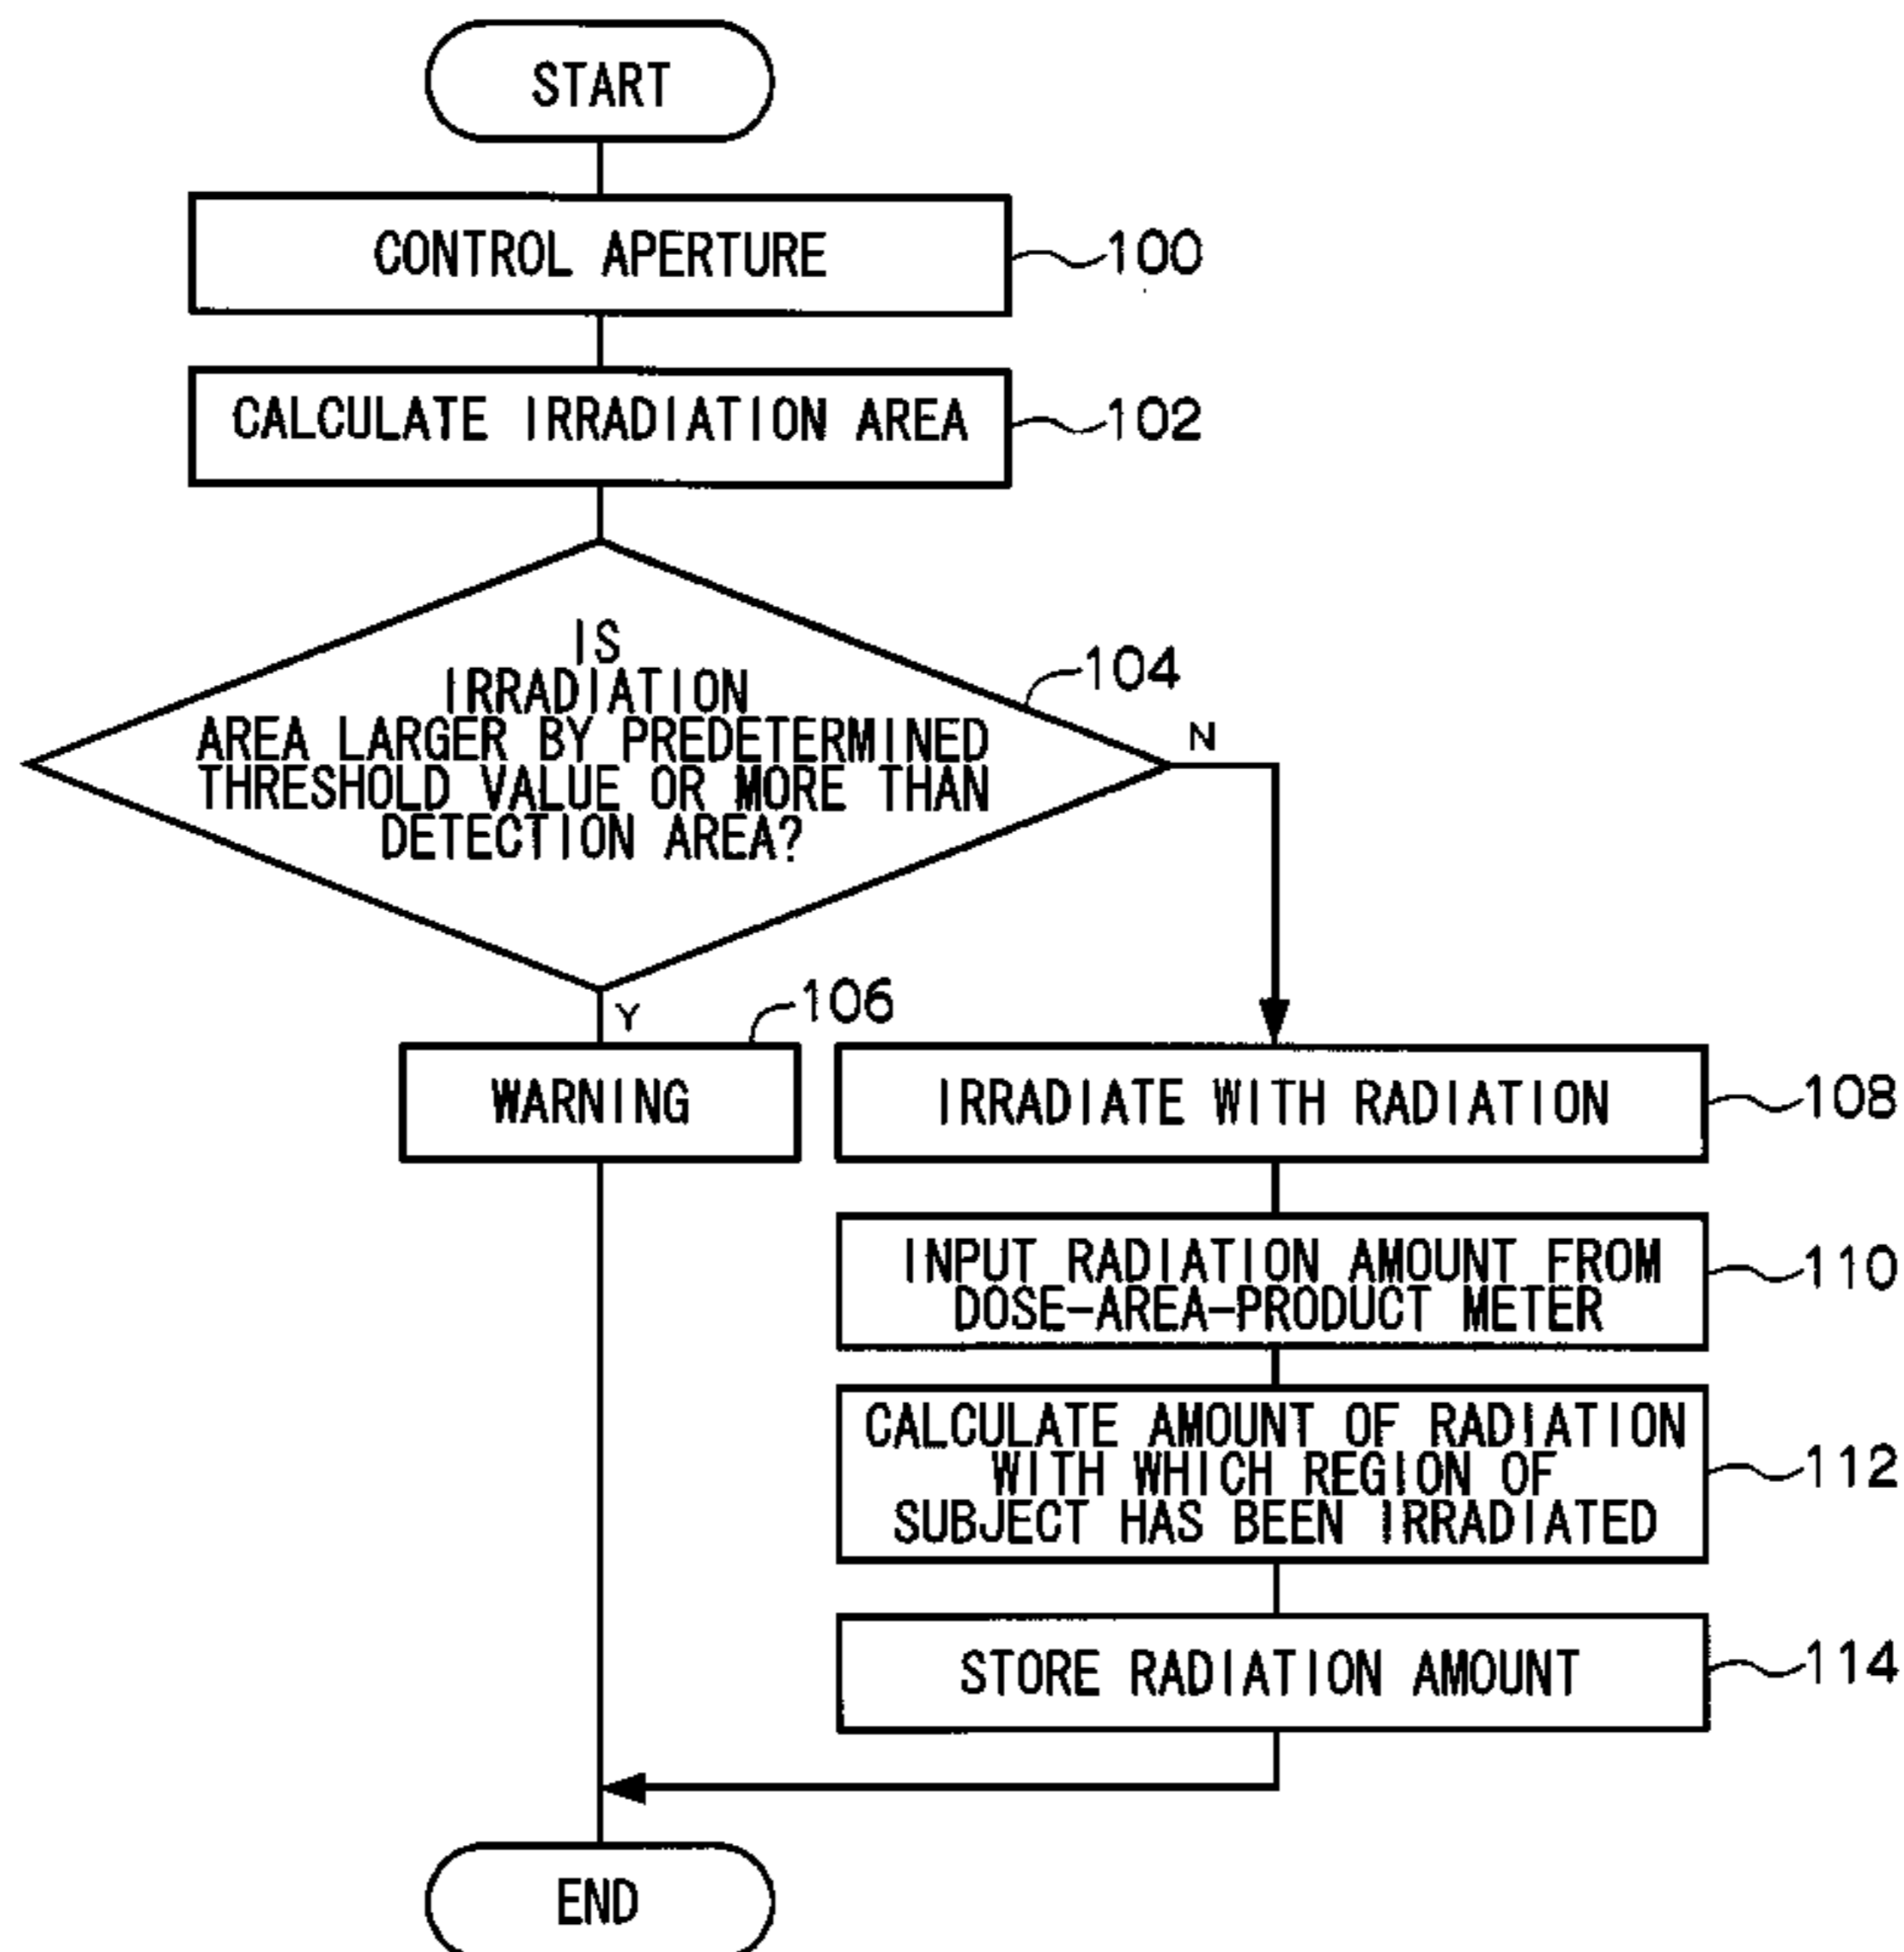 START
CONTROL APERTURE
100
CALCULATE IRRADIATION AREA
102
IS
IRRADIATION
AREA LARGER BY PREDETERMINED
THRESHOLD VALUE OR MORE THAN
DETECTION AREA?
104
N
Y
106
WARNING
IRRADIATE WITH RADIATION
108
INPUT RADIATION AMOUNT FROM
DOSE-AREA-PRODUCT METER
110
CALCULATE AMOUNT OF RADIATION
WITH WHICH REGION OF
SUBJECT HAS BEEN IRRADIATED
112
STORE RADIATION AMOUNT
114
END